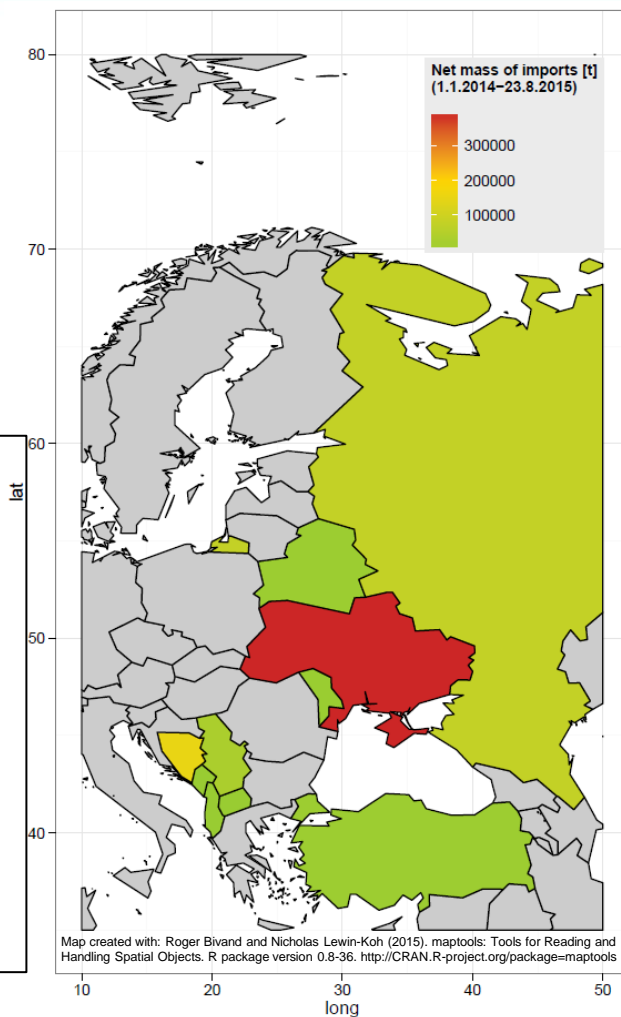 80
70
60
50
40
lat
Net mass of imports [t]
(1.1.2014−23.8.2015)
300000
200000
100000
Map created with: Roger Bivand and Nicholas Lewin-Koh (2015). maptools: Tools for Reading and
Handling Spatial Objects. R package version 0.8-36. http://CRAN.R-project.org/package=maptools
10 20 30 40 50
long